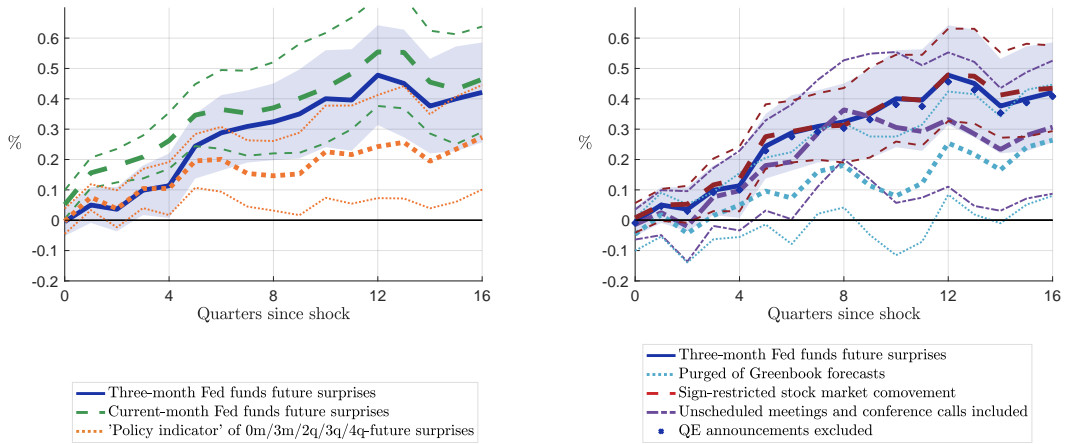 0.6
0.5
0.4
0.3
0.2
0.1
0
-0.1
-0.2
%
0 4 8 12 16
Quarters since shock
Three-month Fed funds future surprises
Current-month Fed funds future surprises
'Policy indicator' of 0m/3m/2q/3q/4q-future surprises
0.6
0.5
0.4
0.3
0.2
0.1
0
-0.1
-0.2
%
0 4 8 12 16
Quarters since shock
Three-month Fed funds future surprises
Purged of Greenbook forecasts
Sign-restricted stock market comovement
Unscheduled meetings and conference calls included
QE announcements excluded